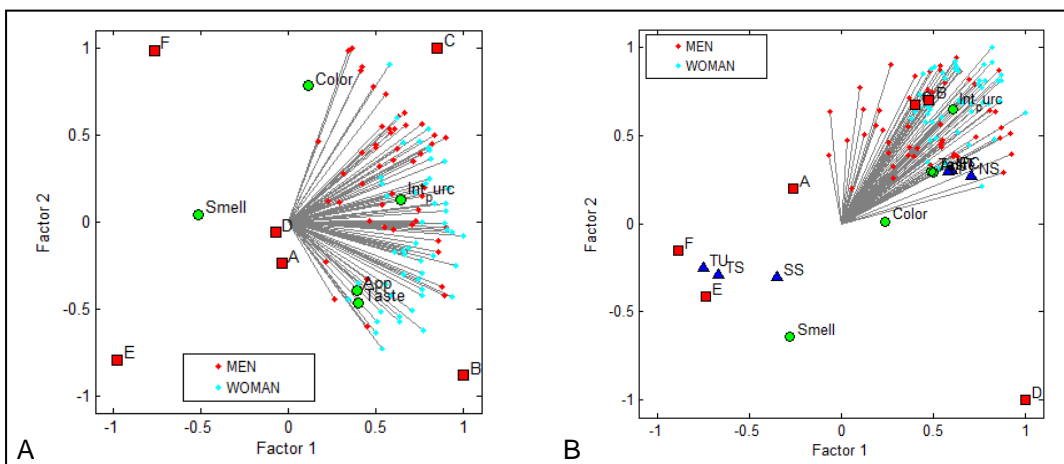 F
C
Color
Int_urc
p
Smell
D
A
App
Taste
E
B
MEN
WOMAN
1
0.5
0
-0.5
-1
-1
-0.5
0
0.5
1
Factor 2
Factor 1
A
MEN
WOMAN
B
Int_urc
p
NS
A
Color
F
TU
TS
SS
E
Smell
D
1
0.5
0
-0.5
-1
-1
-0.5
0
0.5
1
Factor 2
Factor 1
B